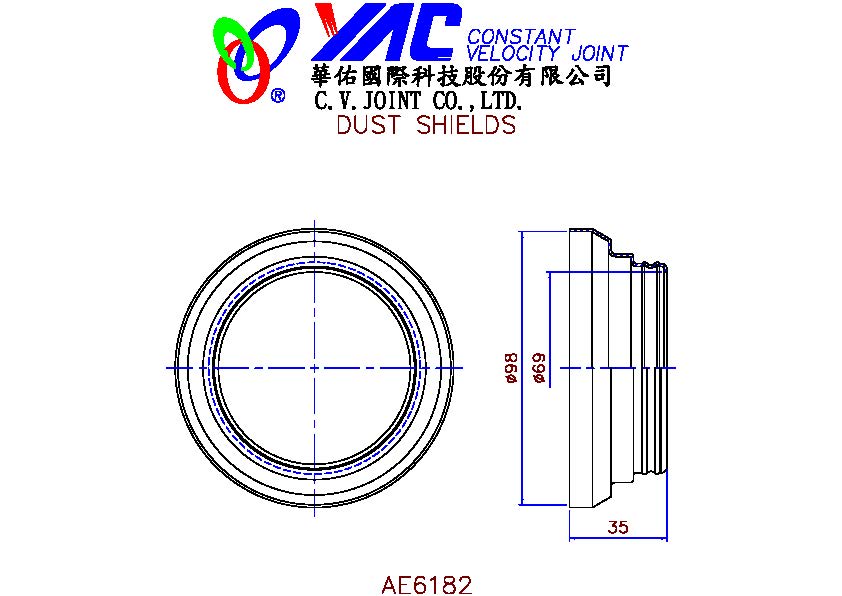 YAC CONSTANT
VELOCITY JOINT
®
華佑國際科技股份有限公司
C.V.JOINT CO.,LTD.
DUST SHIELDS
ø98
ø69
35
AE6182